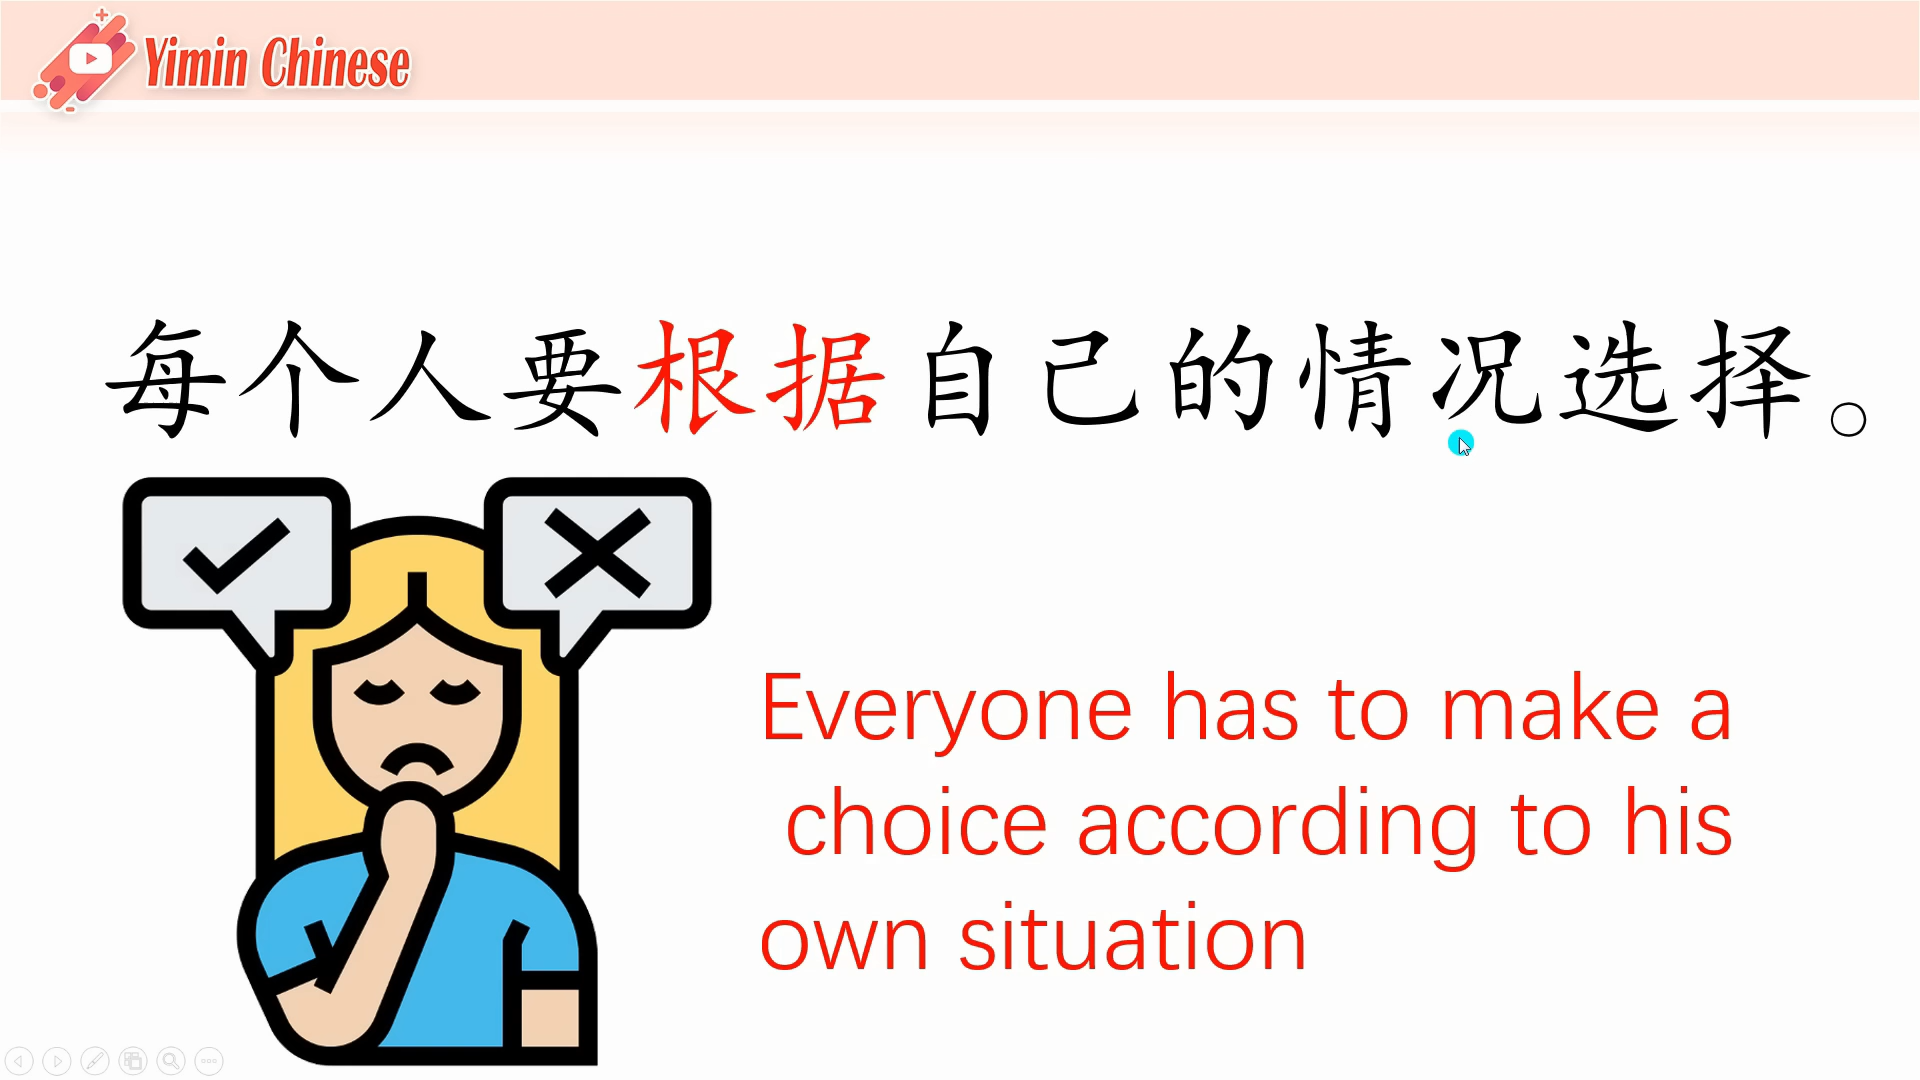 Yimin Chinese
每个人要根据自己的情况选择。
Everyone has to make a
choice according to his
own situation